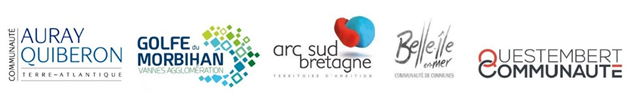 COMMUNAUTÉ
AURAY
QUIBERON
TERRE-ATLANTIQUE
GOLFE du
MORBIHAN
VANNES AGGLOMÉRATION
arc sud
bretagne
TERRITOIRE D'AMBITION
Belle île
en mer
COMMUNAUTÉ DE COMMUNES
QUESTEMBERT
COMMUNAUTÉ